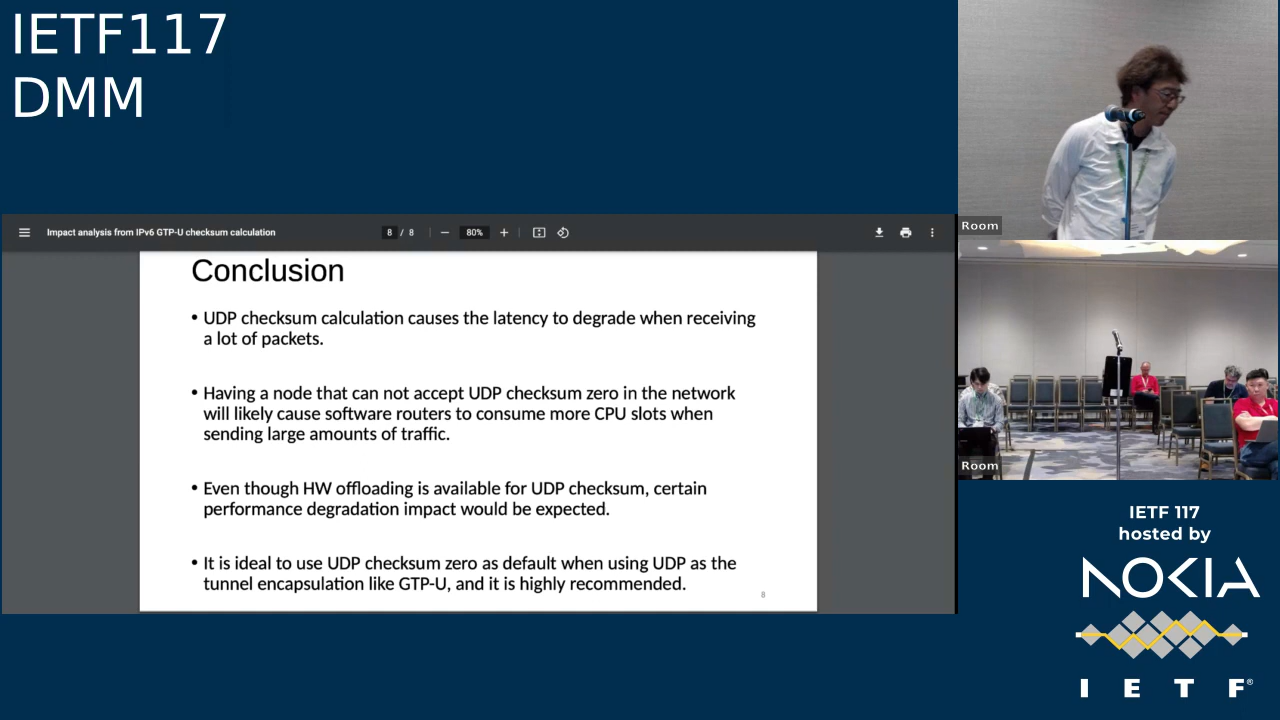 IETF117
DMM
Impact analysis from IPv6 GTP-U checksum calculation
8 / 8
80%
Conclusion
• UDP checksum calculation causes the latency to degrade when receiving
a lot of packets.
• Having a node that can not accept UDP checksum zero in the network
will likely cause software routers to consume more CPU slots when
sending large amounts of traffic.
• Even though HW offloading is available for UDP checksum, certain
performance degradation impact would be expected.
• It is ideal to use UDP checksum zero as default when using UDP as the
tunnel encapsulation like GTP-U, and it is highly recommended.
8
Room
Room
IETF 117
hosted by
NOKIA
I E T F®